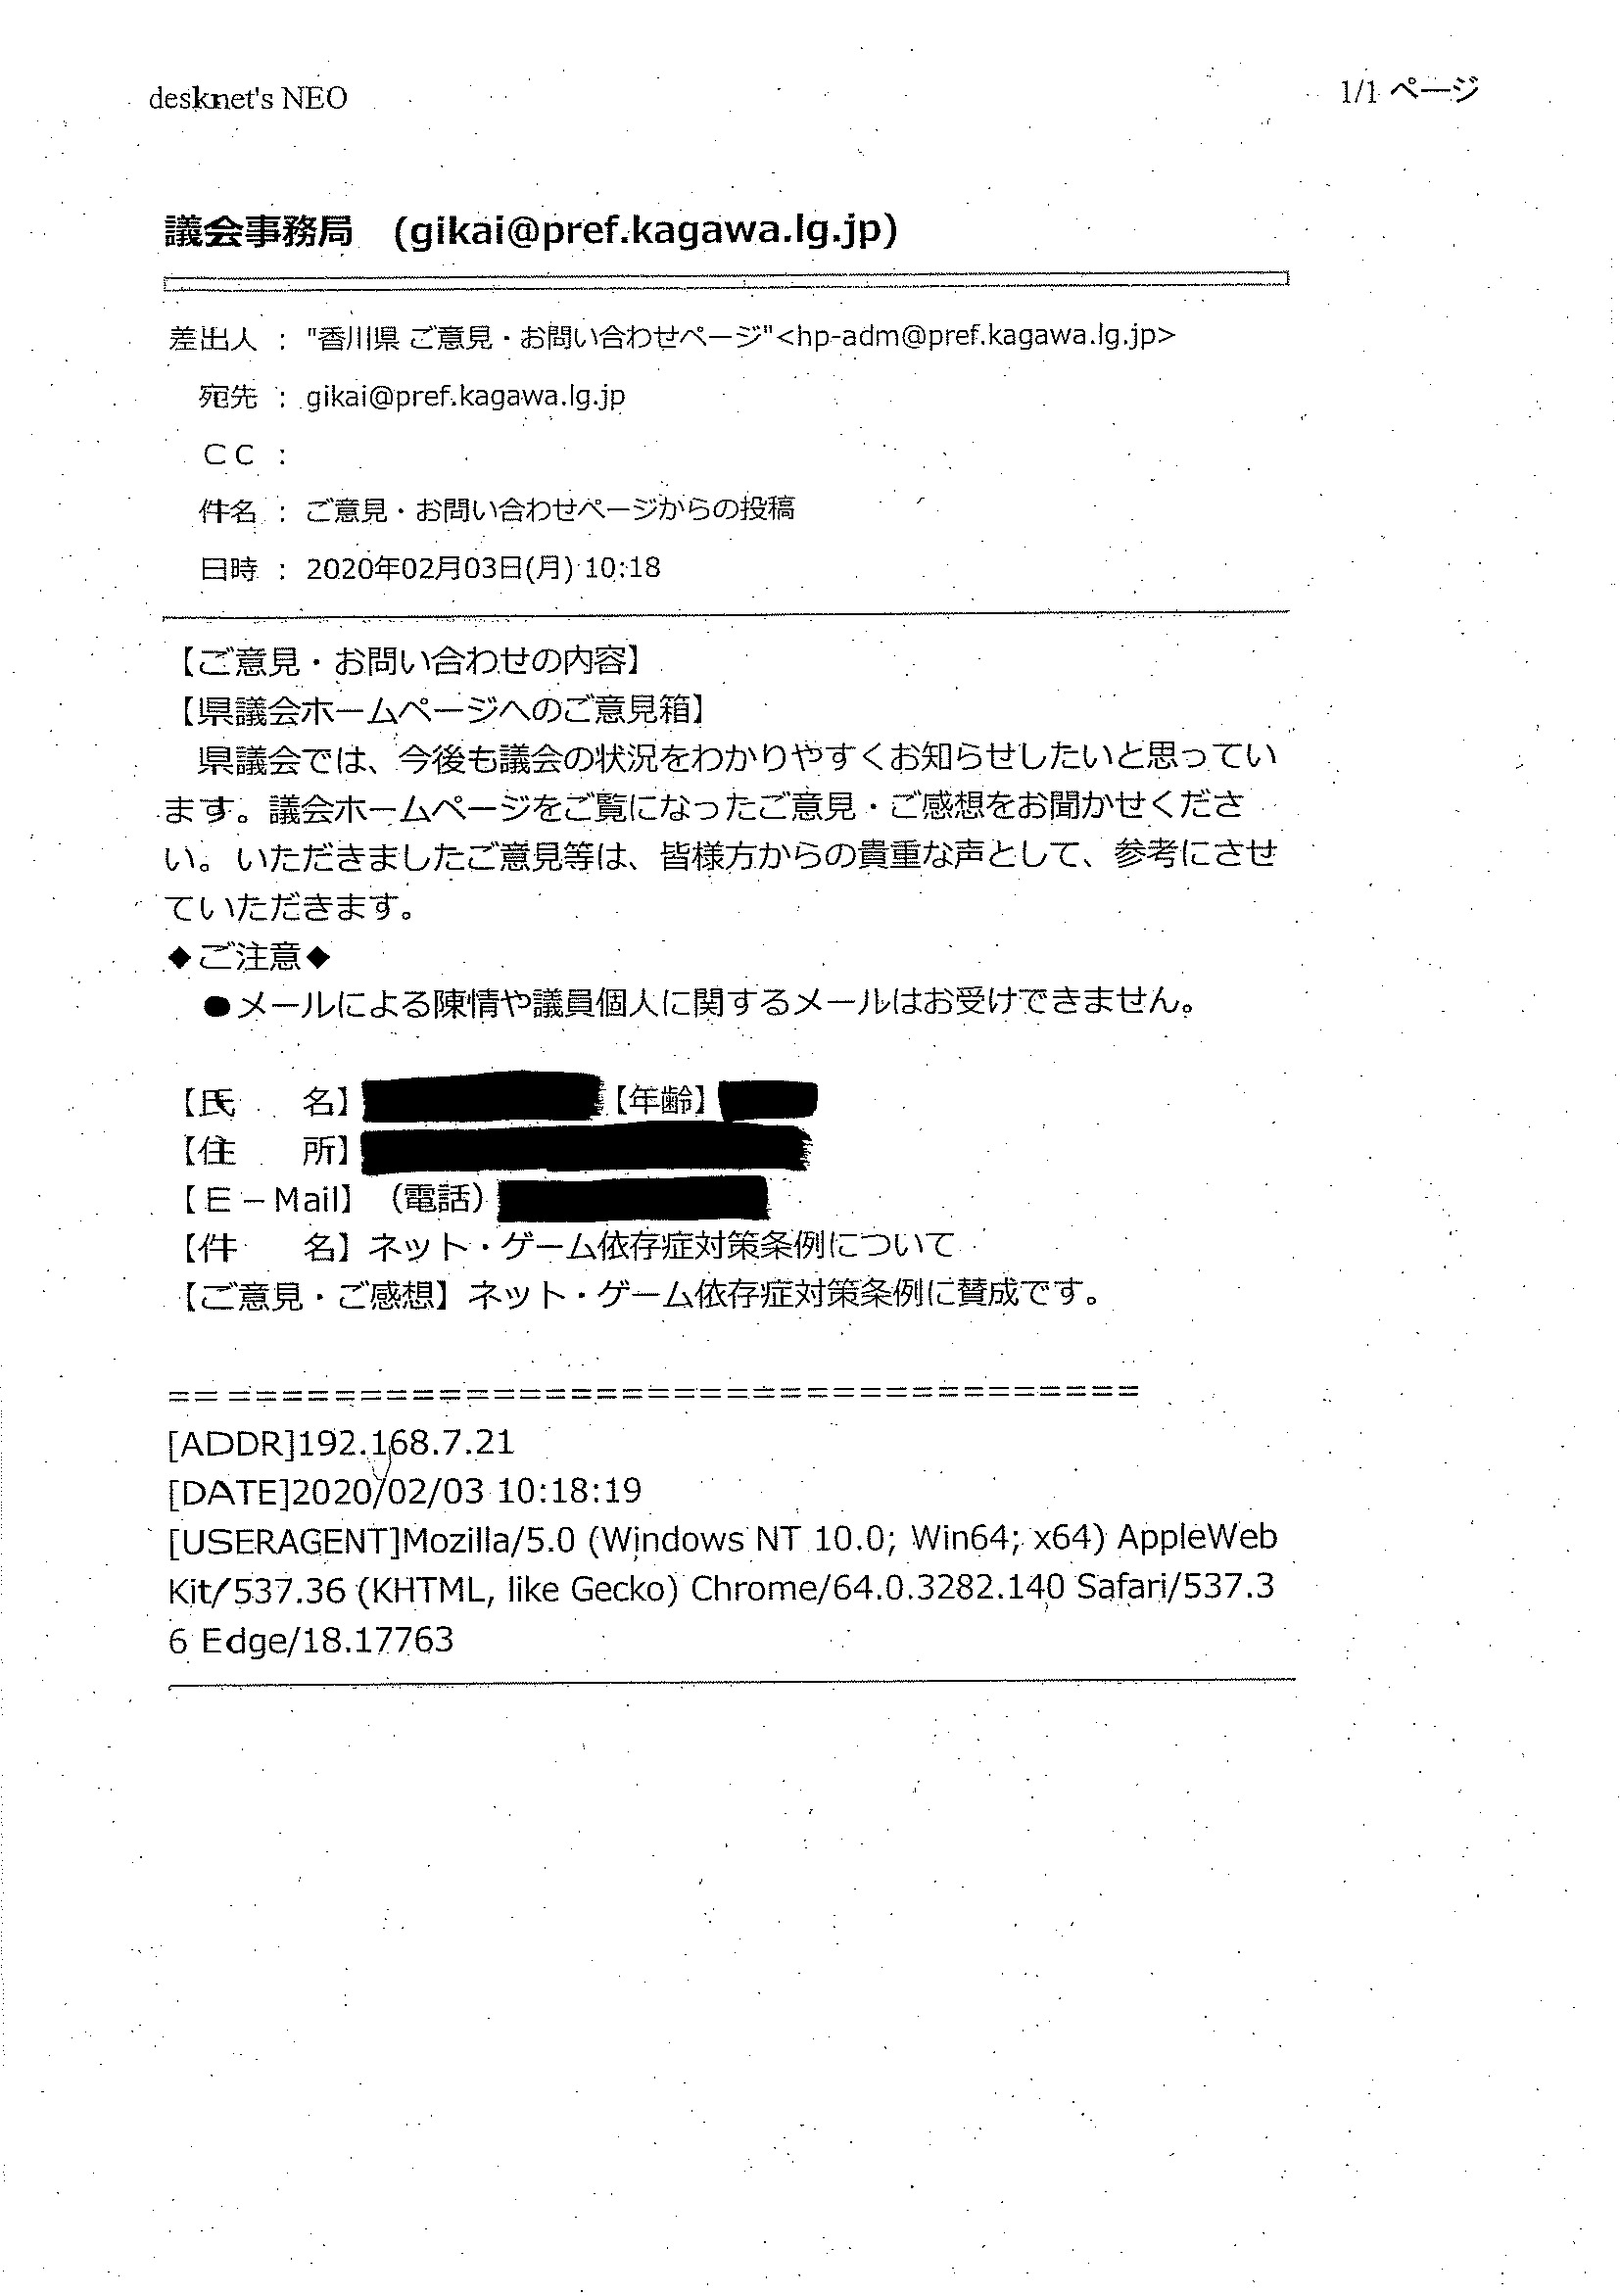 desknet's NEO
1/1 ページ
議会事務局 (gikai@pref.kagawa.lg.jp)
差出人 : "香川県 ご意見・お問い合わせページ"<hp-adm@pref.kagawa.lg.jp>
宛先 : gikai@pref.kagawa.lg.jp
CC :
件名 : ご意見・お問い合わせページからの投稿
日時 : 2020年02月03日(月) 10:18
【ご意見・お問い合わせの内容】
【県議会ホームページへのご意見箱】
県議会では、今後も議会の状況をわかりやすくお知らせしたいと思ってい
ます。議会ホームページをご覧になったご意見・ご感想をお聞かせくださ
い。いただきましたご意見等は、皆様方からの貴重な声として、参考にさせ
ていただきます。
◆ご注意◆
●メールによる陳情や議員個人に関するメールはお受けできません。
【氏　　名】【年齢】
【住　　所】
【E－Mail】（電話）
【件　　名】ネット・ゲーム依存症対策条例について
【ご意見・ご感想】ネット・ゲーム依存症対策条例に賛成です。
=====================================
[ADDR]192.168.7.21
[DATE]2020/02/03 10:18:19
[USERAGENT]Mozilla/5.0 (Windows NT 10.0; Win64; x64) AppleWeb
Kit/537.36 (KHTML, like Gecko) Chrome/64.0.3282.140 Safari/537.3
6 Edge/18.17763